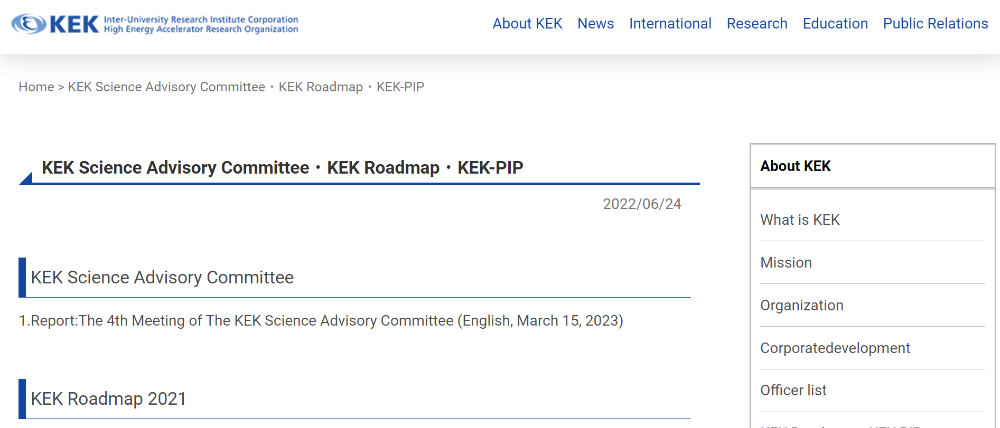 KEK Inter-University Research Institute Corporation
High Energy Accelerator Research Organization
About KEK News International Research Education Public Relations
Home > KEK Science Advisory Committee・KEK Roadmap・KEK-PIP
KEK Science Advisory Committee・KEK Roadmap・KEK-PIP
2022/06/24
KEK Science Advisory Committee
1.Report:The 4th Meeting of The KEK Science Advisory Committee (English, March 15, 2023)
KEK Roadmap 2021
About KEK
What is KEK
Mission
Organization
Corporatedevelopment
Officer list